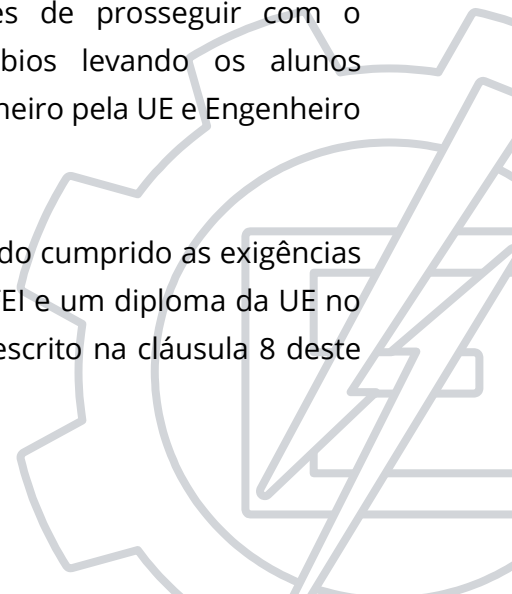 es de prosseguir com o
bios levando os alunos
heiro pela UE e Engenheiro
do cumprido as exigências
EI e um diploma da UE no
escrito na cláusula 8 deste